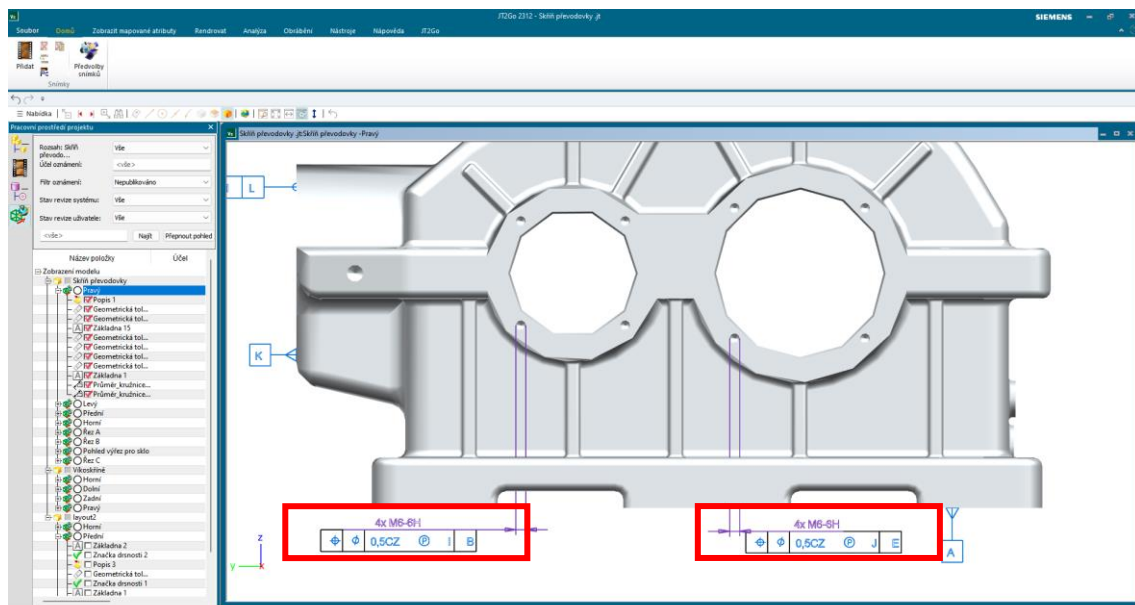 JT2Go 2312 - Skříň převodovky .jt
SIEMENS
Soubor Domů Zobrazit mapované atributy Rendrovat Analýza Obrábění Nástroje Nápověda JT2Go
Přidat
Předvolby snímků
Snímky
Nabídka
Pracovní prostředí projektu
Rozsah: Skříň převodo... Vše
Účel oznámení: <vše>
Filtr oznámení: Nepublikováno
Stav revize systému: Vše
Stav revize uživatele: Vše
<vše> Najít Přepnout pohled
Název položky Účel
Zobrazení modelu
Skříň převodovky
Pravý
Popis 1
Geometrická tol...
Geometrická tol...
Základna 15
Geometrická tol...
Geometrická tol...
Geometrická tol...
Geometrická tol...
Základna 1
Průměr_kružnice...
Průměr_kružnice...
Levý
Přední
Horní
Řez A
Řez B
Pohled výřez pro sklo
Řez C
Víkoskříně
Horní
Dolní
Zadní
Pravý
layout2
Horní
Přední
Základna 2
Značka drsnosti 2
Popis 3
Geometrická tol...
Značka drsnosti 1
Základna 1
Skříň převodovky .jt:Skříň převodovky -Pravý
L
K
4x M6-6H
⌖ ϕ 0,5CZ Ⓟ I B
4x M6-6H
⌖ ϕ 0,5CZ Ⓟ J E
A
z
y x